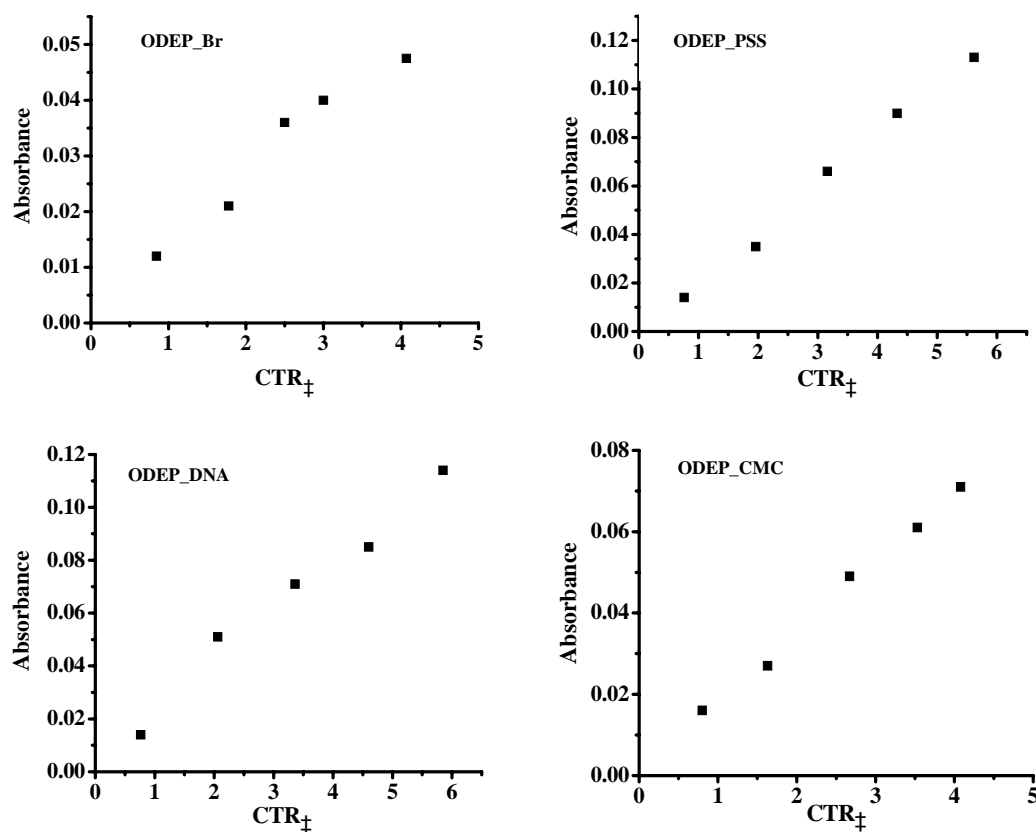 ODEP_Br
0.05
0.04
0.03
0.02
0.01
0.00
Absorbance
0 1 2 3 4 5
CTR‡
ODEP_PSS
0.12
0.10
0.08
0.06
0.04
0.02
0.00
Absorbance
0 1 2 3 4 5 6
CTR‡
ODEP_DNA
0.12
0.10
0.08
0.06
0.04
0.02
0.00
Absorbance
0 1 2 3 4 5 6
CTR‡
ODEP_CMC
0.08
0.06
0.04
0.02
0.00
Absorbance
0 1 2 3 4 5
CTR‡